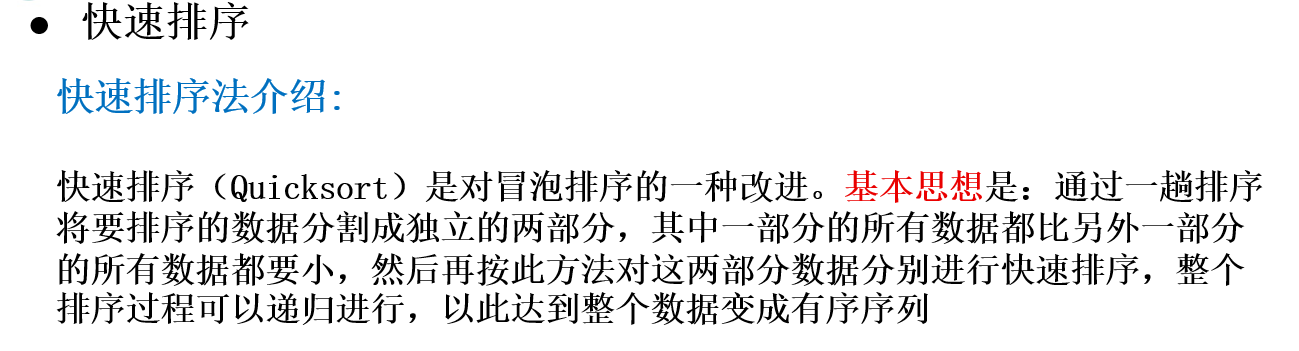 ● 快速排序
快速排序法介绍:
快速排序（Quicksort）是对冒泡排序的一种改进。基本思想是：通过一趟排序
将要排序的数据分割成独立的两部分，其中一部分的所有数据都比另外一部分
的所有数据都要小，然后再按此方法对这两部分数据分别进行快速排序，整个
排序过程可以递归进行，以此达到整个数据变成有序序列